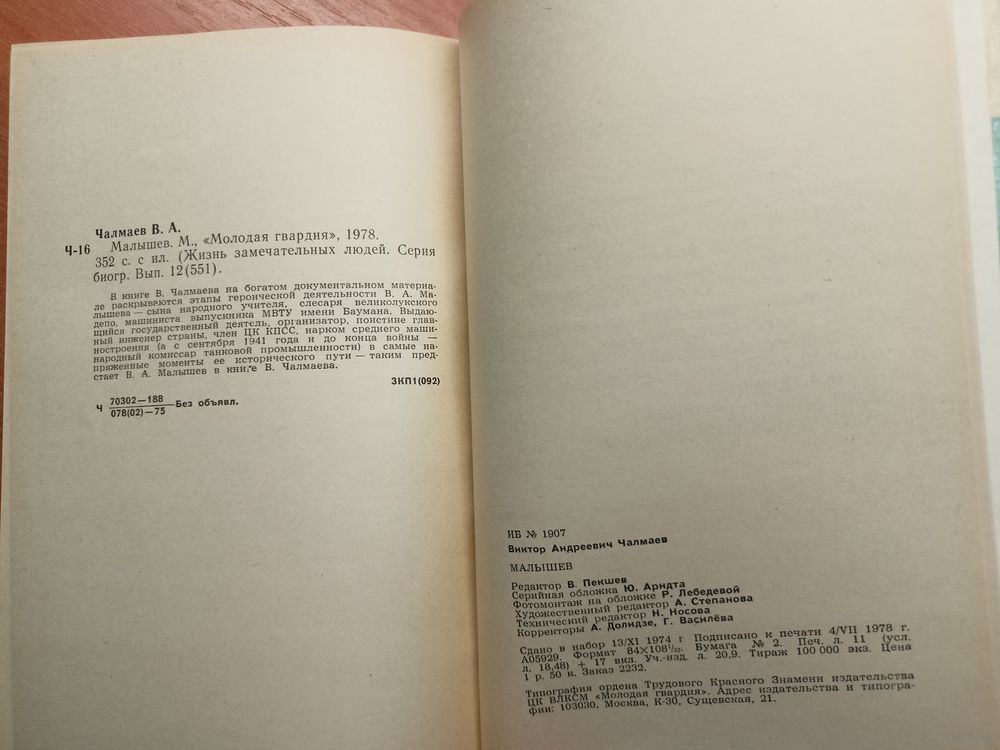 Чалмаев В. А.
Ч-16 Малышев. М., «Молодая гвардия», 1978.
352 с. с ил. (Жизнь замечательных людей. Серия
биогр. Вып. 12(551).
В книге В. Чалмаева на богатом документальном материа-
ле раскрываются этапы героической деятельности В. А. Ма-
лышева — сына народного учителя, слесаря великолукского
депо, машиниста, выпускника МВТУ имени Баумана. Выдаю-
щийся государственный деятель, организатор, поистине глав-
ный инженер страны, член ЦК КПСС, нарком среднего маши-
ностроения (а с сентября 1941 года и до конца войны —
народный комиссар танковой промышленности) в самые на-
пряженные моменты ее исторического пути — таким пред-
стает В. А. Малышев в книге В. Чалмаева.
ЗКП1(092)
Ч 70302—188
078(02)—75 Без объявл.
ИБ № 1907
Виктор Андреевич Чалмаев
МАЛЫШЕВ
Редактор В. Пекшев
Серийная обложка Ю. Арндта
Фотомонтаж на обложке Р. Лебедевой
Художественный редактор А. Степанова
Технический редактор Н. Носова
Корректоры А. Долидзе, Г. Василёва
Сдано в набор 13/XI 1974 г Подписано к печати 4/VII 1978 г.
А05929. Формат 84×108¹/₃₂. Бумага № 2. Печ. л. 11 (усл.
л. 18,48) + 17 вкл. Уч.-изд. л. 20,9. Тираж 100 000 экз. Цена
1 р. 50 к. Заказ 2232.
Типография ордена Трудового Красного Знамени издательства
ЦК ВЛКСМ «Молодая гвардия». Адрес издательства и типогра-
фии: 103030, Москва, К-30, Сущевская, 21.